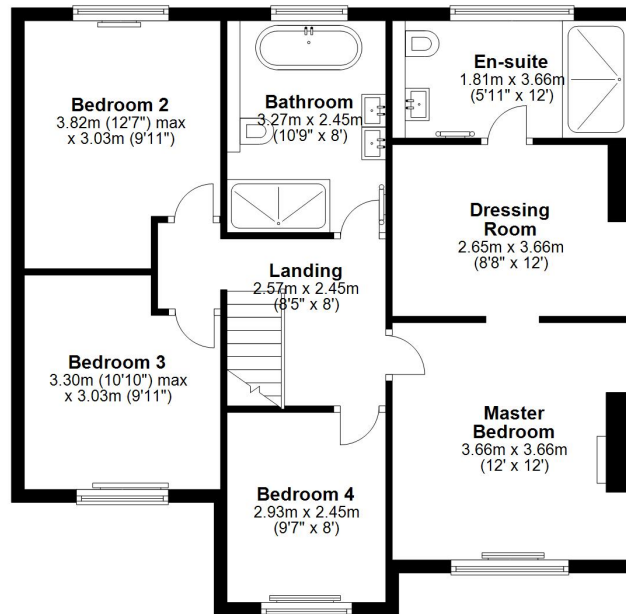 Bedroom 2
3.82m (12'7") max
x 3.03m (9'11")
Bathroom
3.27m x 2.45m
(10'9" x 8')
En-suite
1.81m x 3.66m
(5'11" x 12')
Dressing
Room
2.65m x 3.66m
(8'8" x 12')
Landing
2.57m x 2.45m
(8'5" x 8')
Bedroom 3
3.30m (10'10") max
x 3.03m (9'11")
Master
Bedroom
3.66m x 3.66m
(12' x 12')
Bedroom 4
2.93m x 2.45m
(9'7" x 8')